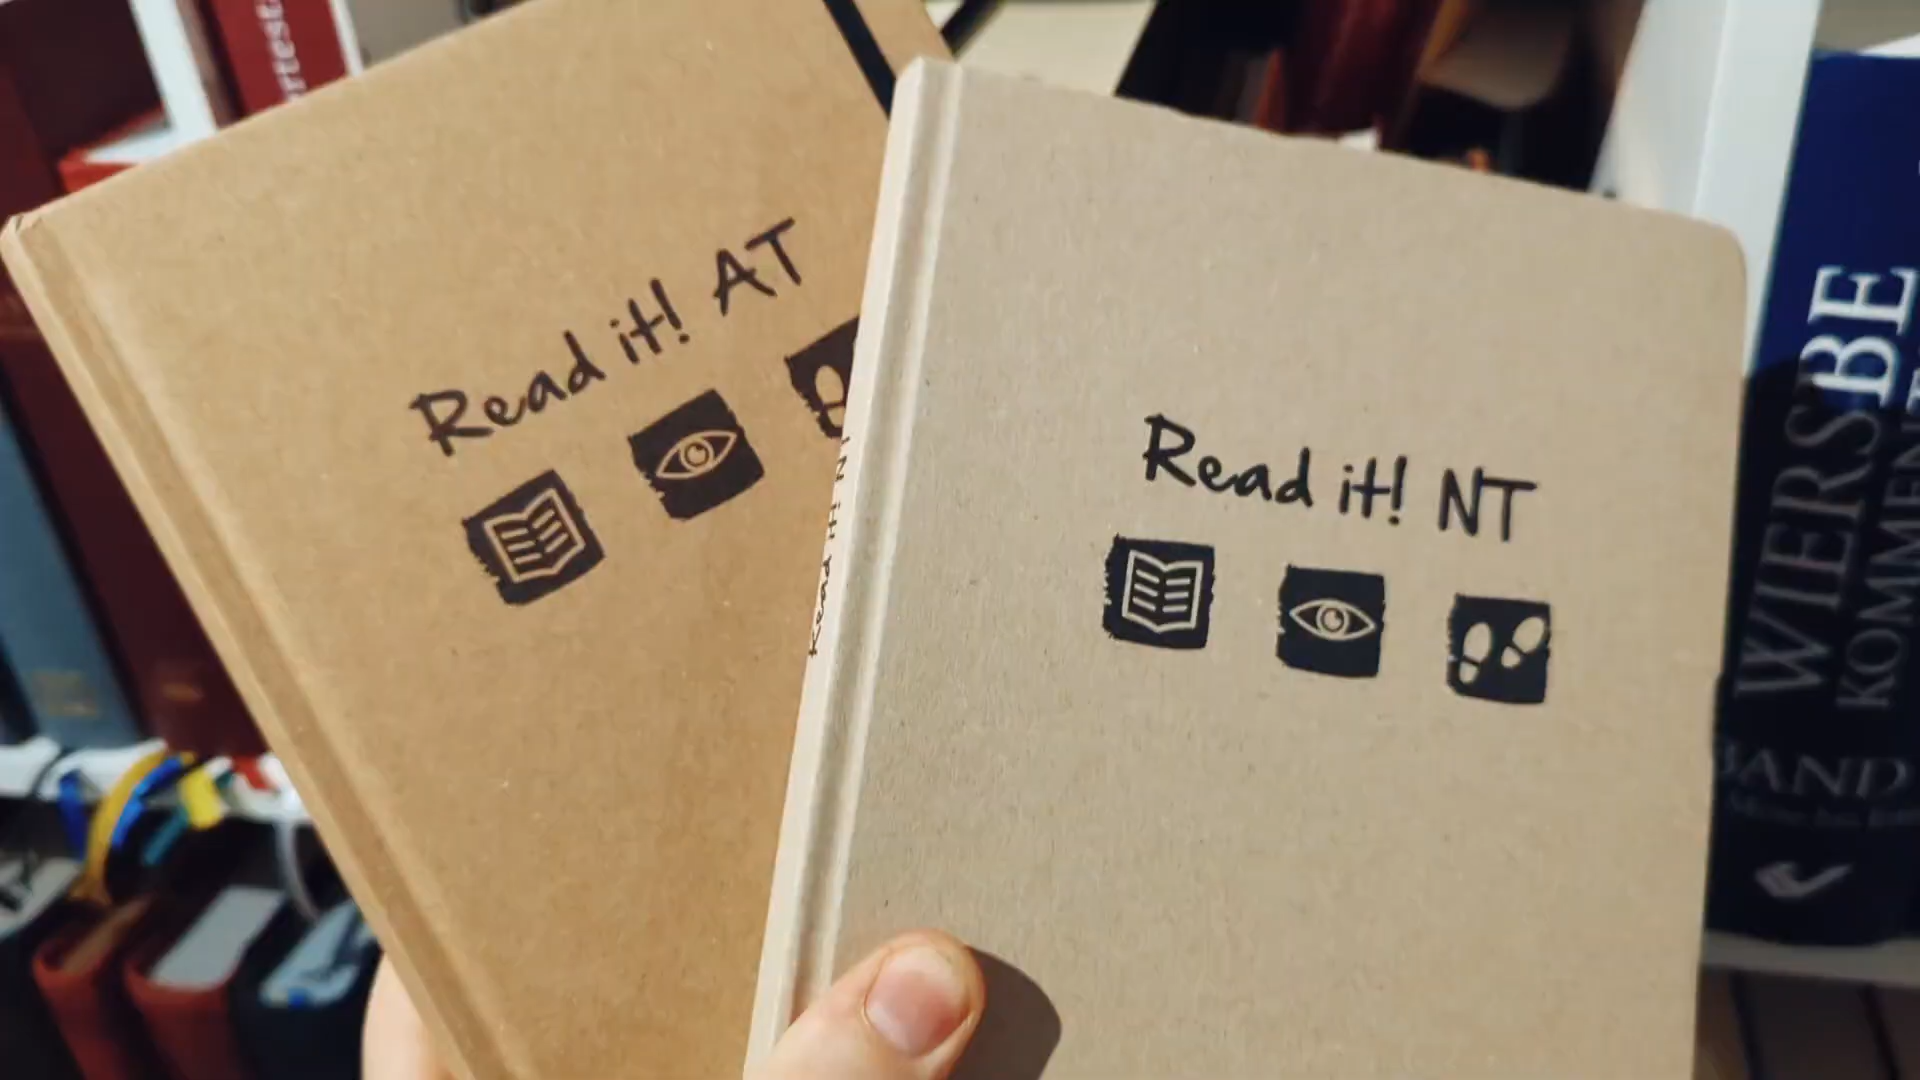 Read it! AT
Read it! NT
Read it! NT
WIERSBE
KOMMEN
BAND